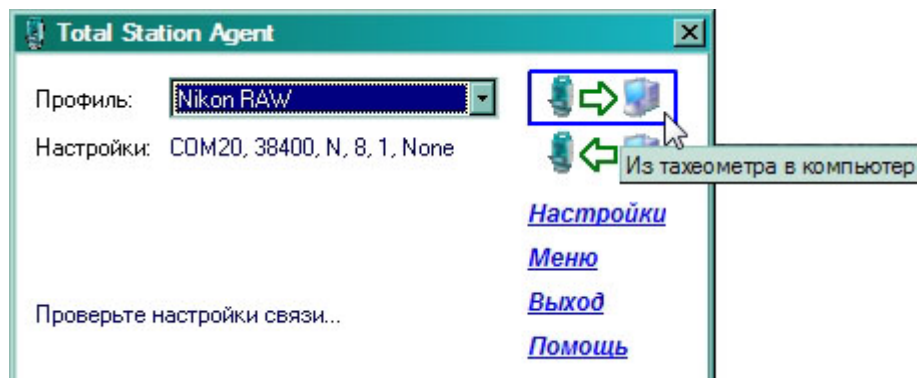 Total Station Agent
Профиль: Nikon RAW
Настройки: COM20, 38400, N, 8, 1, None
Из тахеометра в компьютер
Настройки
Меню
Выход
Проверьте настройки связи...
Помощь